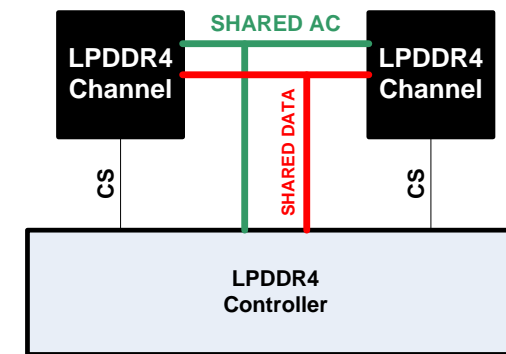 SHARED AC
LPDDR4
Channel
LPDDR4
Channel
SHARED DATA
CS
CS
LPDDR4
Controller